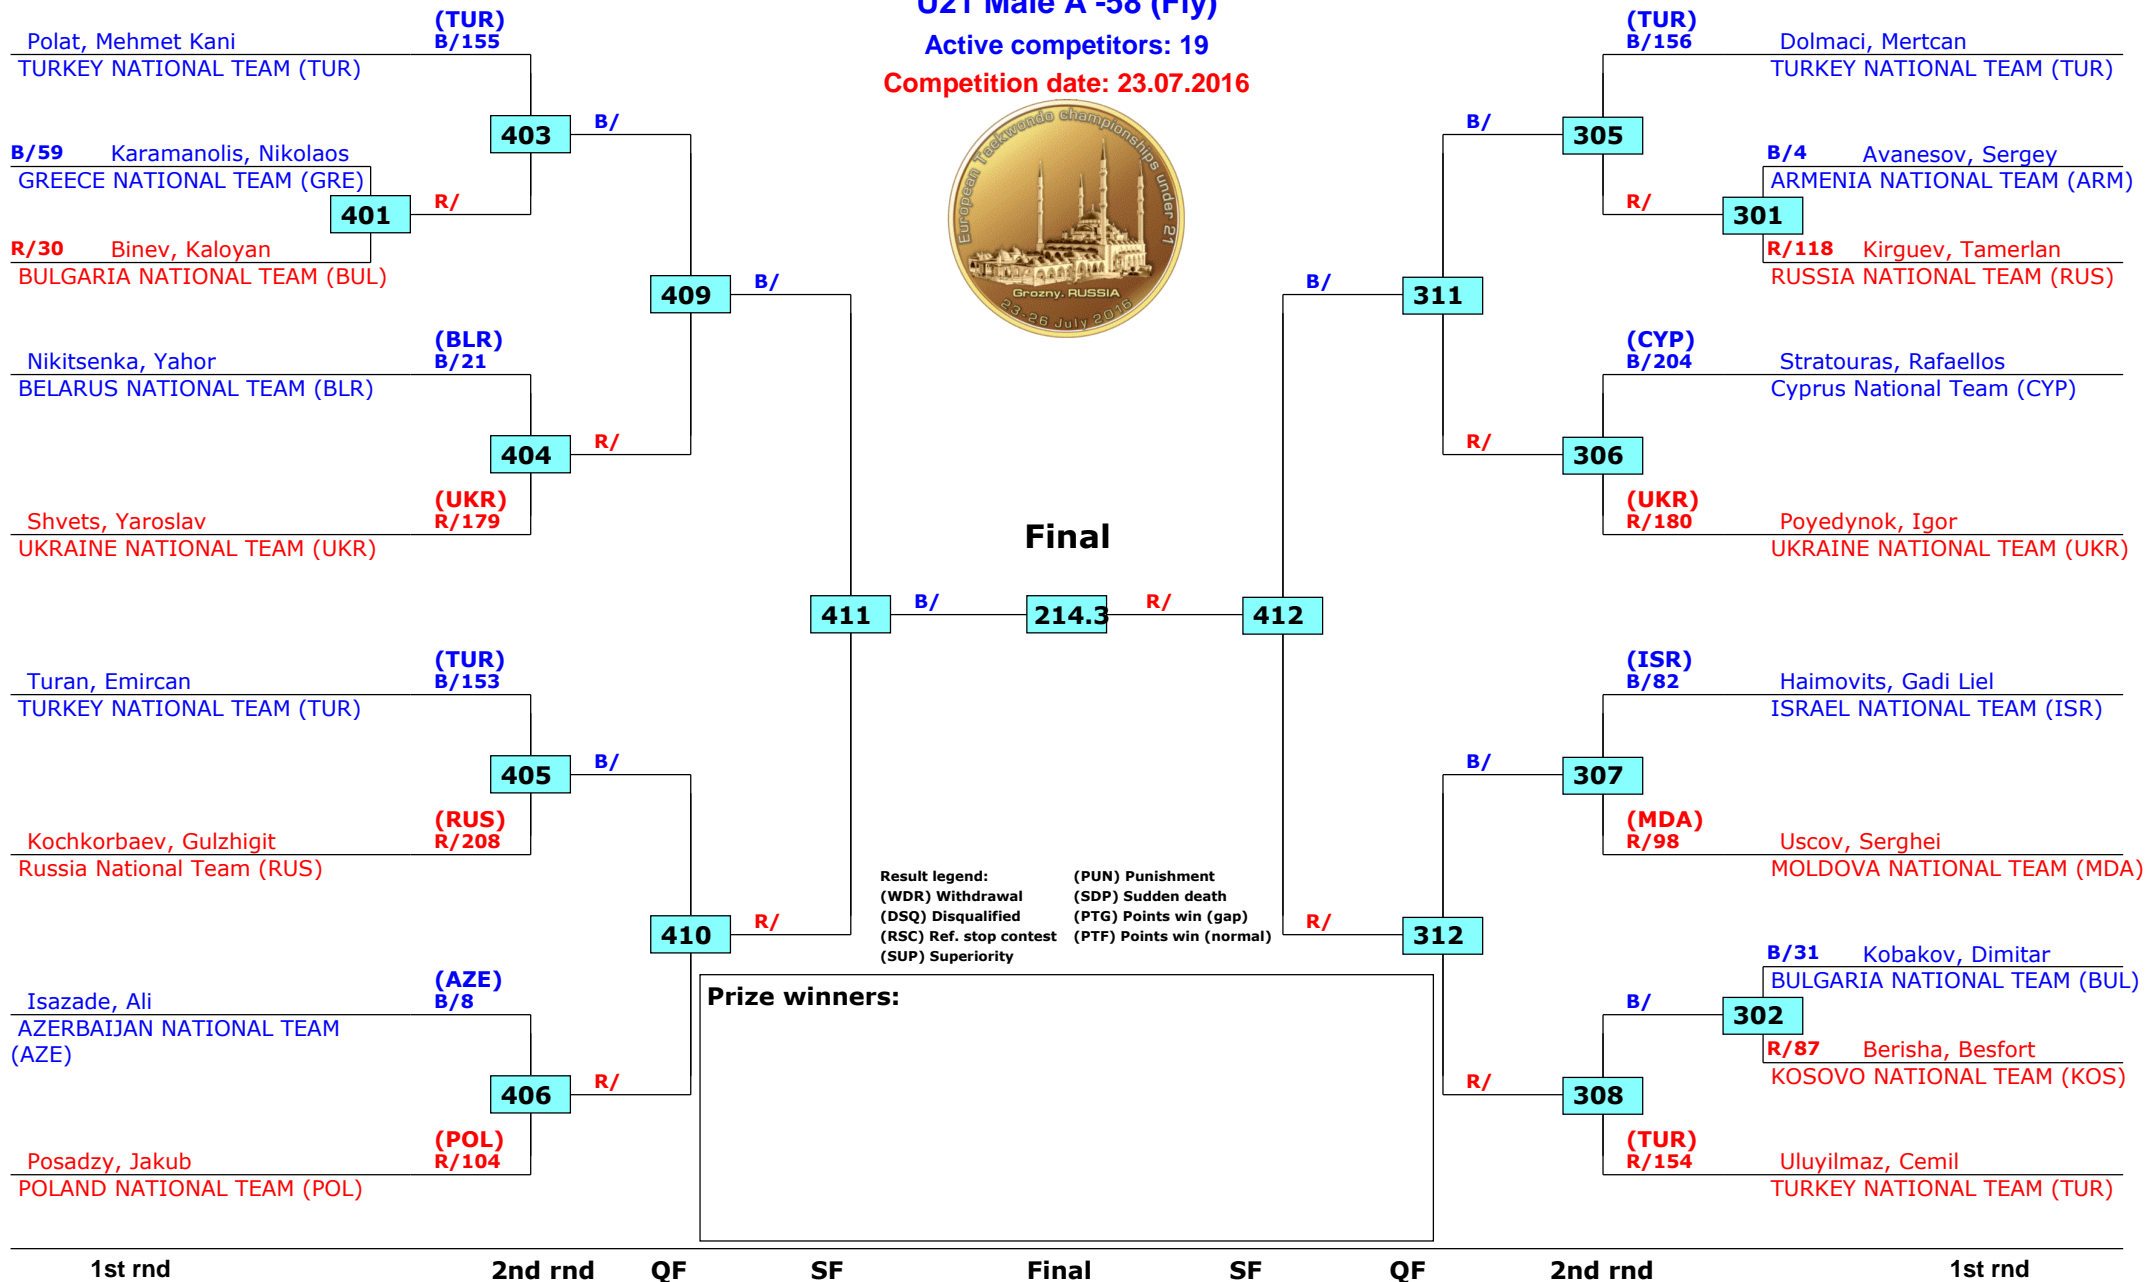 U21 Male A -58 (Fly)
Active competitors: 19
Competition date: 23.07.2016
European Taekwondo championships under 21
Grozny, RUSSIA
23-26 July 2016
(TUR)
Polat, Mehmet Kani B/155
TURKEY NATIONAL TEAM (TUR)
403
B/
B/59 Karamanolis, Nikolaos
GREECE NATIONAL TEAM (GRE)
401
R/
R/30 Binev, Kaloyan
BULGARIA NATIONAL TEAM (BUL)
409
B/
(BLR)
Nikitsenka, Yahor B/21
BELARUS NATIONAL TEAM (BLR)
404
R/
(UKR)
Shvets, Yaroslav R/179
UKRAINE NATIONAL TEAM (UKR)
411
B/
(TUR)
Turan, Emircan B/153
TURKEY NATIONAL TEAM (TUR)
405
B/
(RUS)
Kochkorbaev, Gulzhigit R/208
Russia National Team (RUS)
410
R/
(AZE)
Isazade, Ali B/8
AZERBAIJAN NATIONAL TEAM
(AZE)
406
R/
(POL)
Posadzy, Jakub R/104
POLAND NATIONAL TEAM (POL)
Final
214.3
R/
412
(TUR)
B/156 Dolmaci, Mertcan
TURKEY NATIONAL TEAM (TUR)
B/
305
B/4 Avanesov, Sergey
ARMENIA NATIONAL TEAM (ARM)
R/
301
R/118 Kirguev, Tamerlan
RUSSIA NATIONAL TEAM (RUS)
B/
311
(CYP)
B/204 Stratouras, Rafaellos
Cyprus National Team (CYP)
R/
306
(UKR)
R/180 Poyedynok, Igor
UKRAINE NATIONAL TEAM (UKR)
(ISR)
B/82 Haimovits, Gadi Liel
ISRAEL NATIONAL TEAM (ISR)
B/
307
(MDA)
R/98 Uscov, Serghei
MOLDOVA NATIONAL TEAM (MDA)
R/
312
B/31 Kobakov, Dimitar
BULGARIA NATIONAL TEAM (BUL)
B/
302
R/87 Berisha, Besfort
KOSOVO NATIONAL TEAM (KOS)
R/
308
(TUR)
R/154 Uluyilmaz, Cemil
TURKEY NATIONAL TEAM (TUR)
Result legend: (PUN) Punishment
(WDR) Withdrawal (SDP) Sudden death
(DSQ) Disqualified (PTG) Points win (gap)
(RSC) Ref. stop contest (PTF) Points win (normal)
(SUP) Superiority
Prize winners:
1st rnd 2nd rnd QF SF Final SF QF 2nd rnd 1st rnd